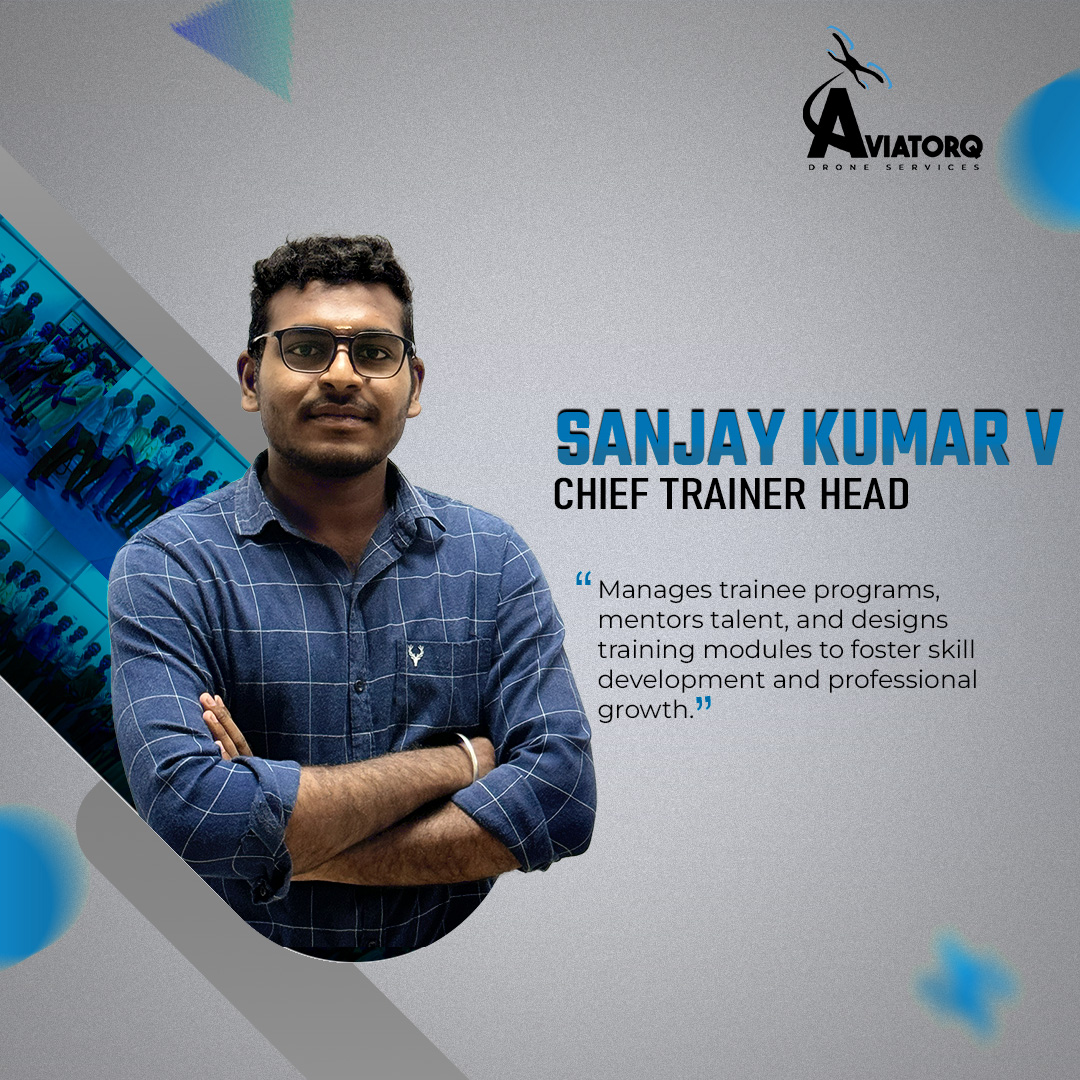 AVIATORQ
DRONE SERVICES
SANJAY KUMAR V
CHIEF TRAINER HEAD
“ Manages trainee programs,
mentors talent, and designs
training modules to foster skill
development and professional
growth.”